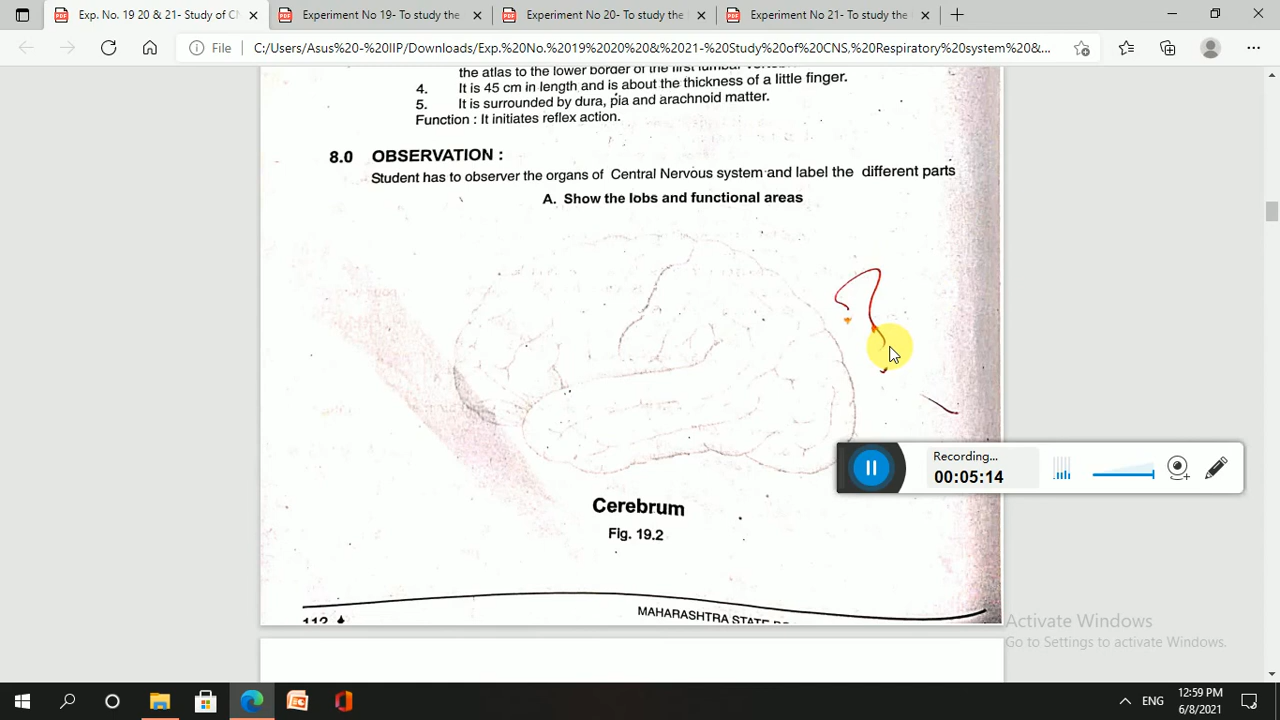 Exp. No. 19 20 & 21- Study of C
Experiment No 19- To study the
Experiment No 20- To study the
Experiment No 21- To study the
File
C:/Users/Asus%20-%20IIP/Downloads/Exp.%20No.%2019%2020%20&%2021-%20Study%20of%20CNS.%20Respiratory%20system%20&...
the atlas to the lower border of the first lumbar
4. It is 45 cm in length and is about the thickness of a little finger.
5. It is surrounded by dura, pia and arachnoid matter.
Function : It initiates reflex action.
8.0 OBSERVATION :
Student has to observer the organs of Central Nervous system and label the different parts
A. Show the lobs and functional areas
Recording...
00:05:14
Cerebrum
Fig. 19.2
112
MAHARASHTRA STATE
Activate Windows
Go to Settings to activate Windows.
ENG
12:59 PM
6/8/2021